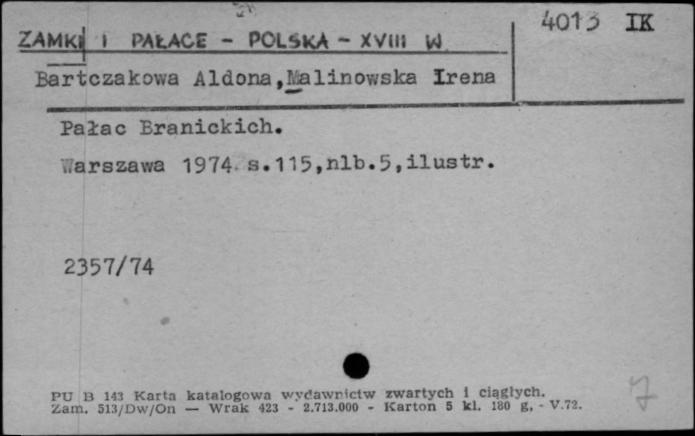 4013 IK
ZAMKI I PAŁACE - POLSKA - XVIII W
Bartczakowa Aldona,Malinowska Irena
Pałac Branickich.
Warszawa 1974 s.115,nlb.5,ilustr.
2357/74
PU B 143 Karta katalogowa wydawnictw zwartych i ciągłych.
Zam. 513/Dw/On — Wrak 423 - 2.713.000 - Karton 5 kl. 180 g. - V.72.
7